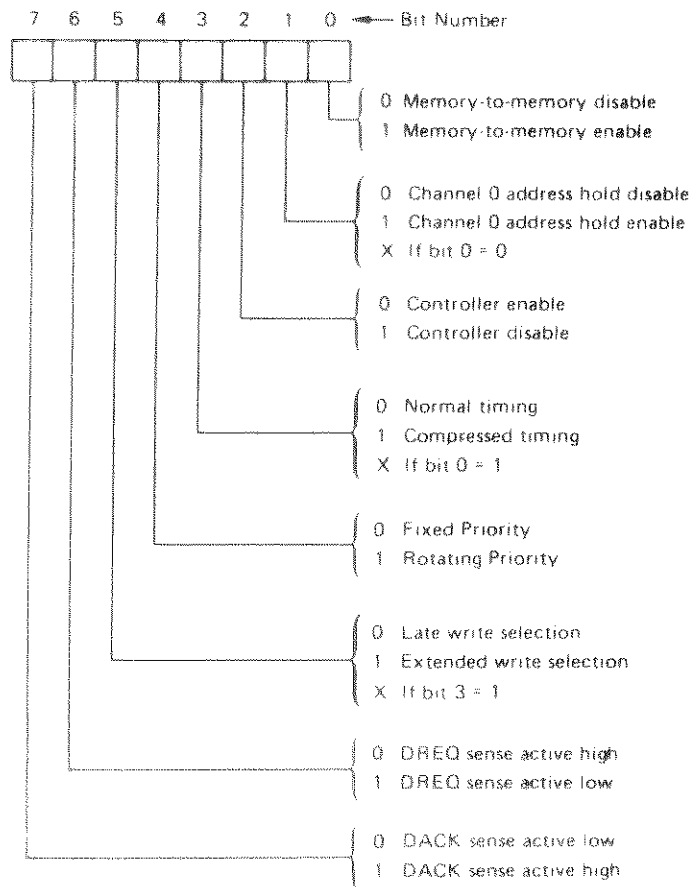 7 6 5 4 3 2 1 0 Bit Number
0 Memory-to-memory disable
1 Memory-to-memory enable
0 Channel 0 address hold disable
1 Channel 0 address hold enable
X If bit 0 = 0
0 Controller enable
1 Controller disable
0 Normal timing
1 Compressed timing
X If bit 0 = 1
0 Fixed Priority
1 Rotating Priority
0 Late write selection
1 Extended write selection
X If bit 3 = 1
0 DREQ sense active high
1 DREQ sense active low
0 DACK sense active low
1 DACK sense active high